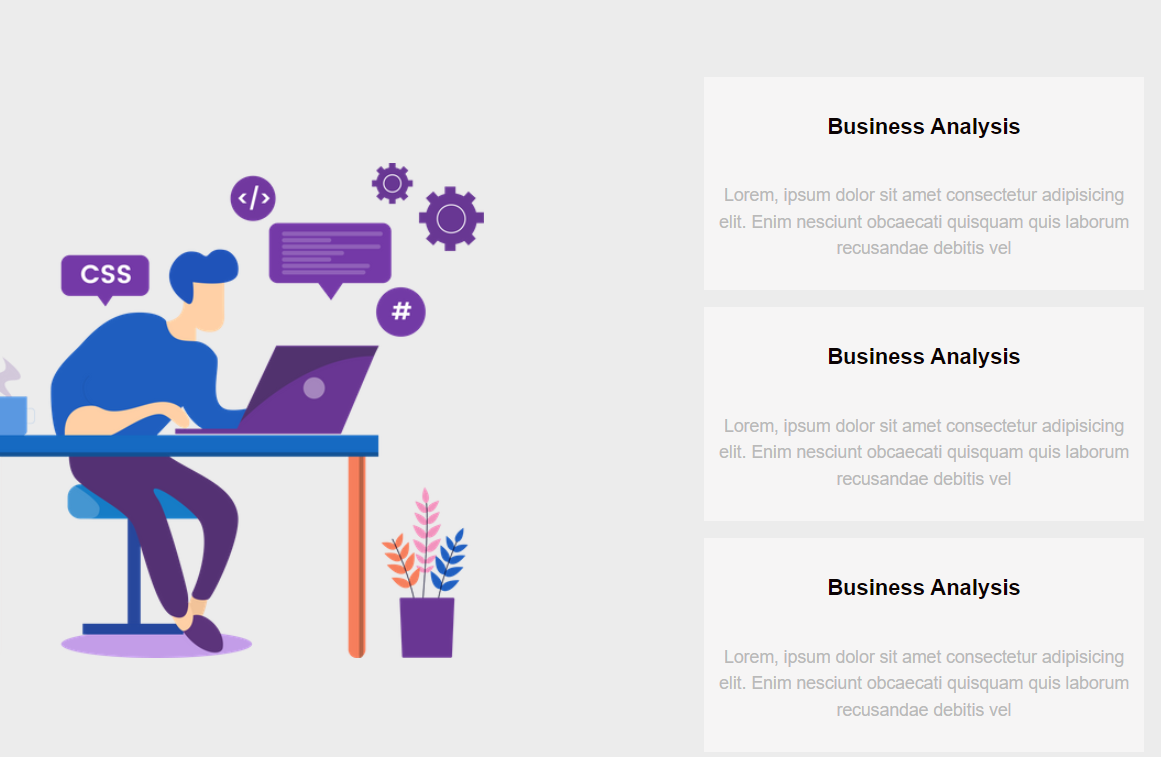 </>
CSS
#
Business Analysis
Lorem, ipsum dolor sit amet consectetur adipisicing
elit. Enim nesciunt obcaecati quisquam quis laborum
recusandae debitis vel
Business Analysis
Lorem, ipsum dolor sit amet consectetur adipisicing
elit. Enim nesciunt obcaecati quisquam quis laborum
recusandae debitis vel
Business Analysis
Lorem, ipsum dolor sit amet consectetur adipisicing
elit. Enim nesciunt obcaecati quisquam quis laborum
recusandae debitis vel